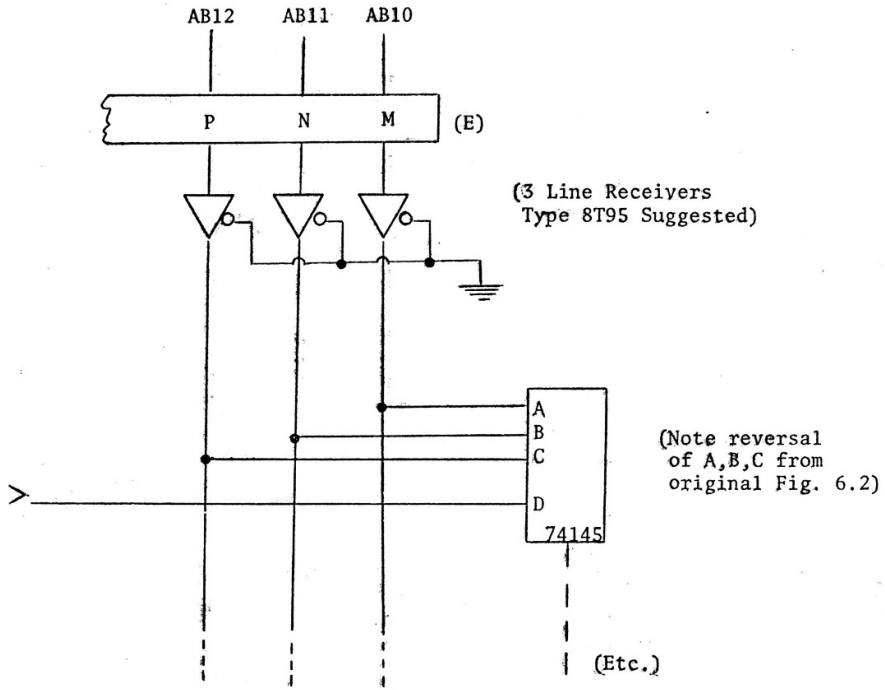 AB12 AB11 AB10
P N M (E)
(3 Line Receivers
Type 8T95 Suggested)
A
B
C
D
74145
(Note reversal
of A,B,C from
original Fig. 6.2)
(Etc.)